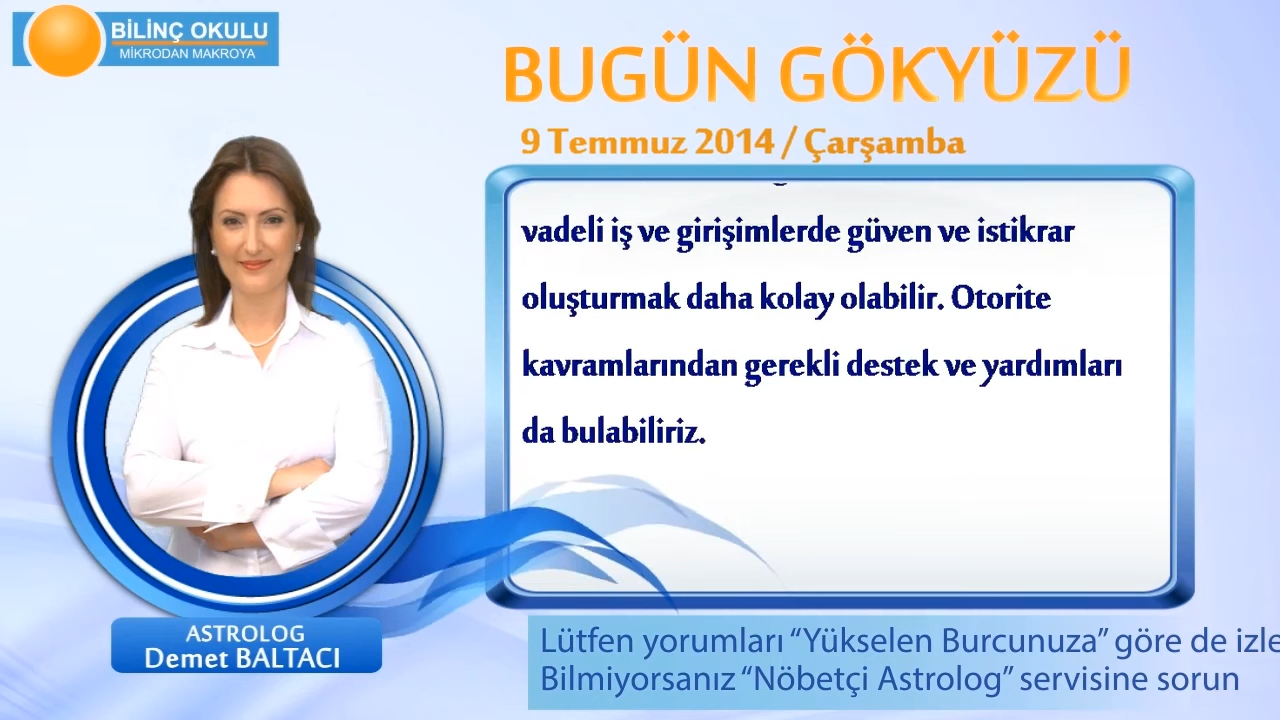 BİLİNÇ OKULU
MİKRODAN MAKROYA
BUGÜN GÖKYÜZÜ
9 Temmuz 2014 / Çarşamba
vadeli iş ve girişimlerde güven ve istikrar
oluşturmak daha kolay olabilir. Otorite
kavramlarından gerekli destek ve yardımları
da bulabiliriz.
ASTROLOG
Demet BALTACI
Lütfen yorumları “Yükselen Burcunuza” göre de izle
Bilmiyorsanız “Nöbetçi Astrolog” servisine sorun